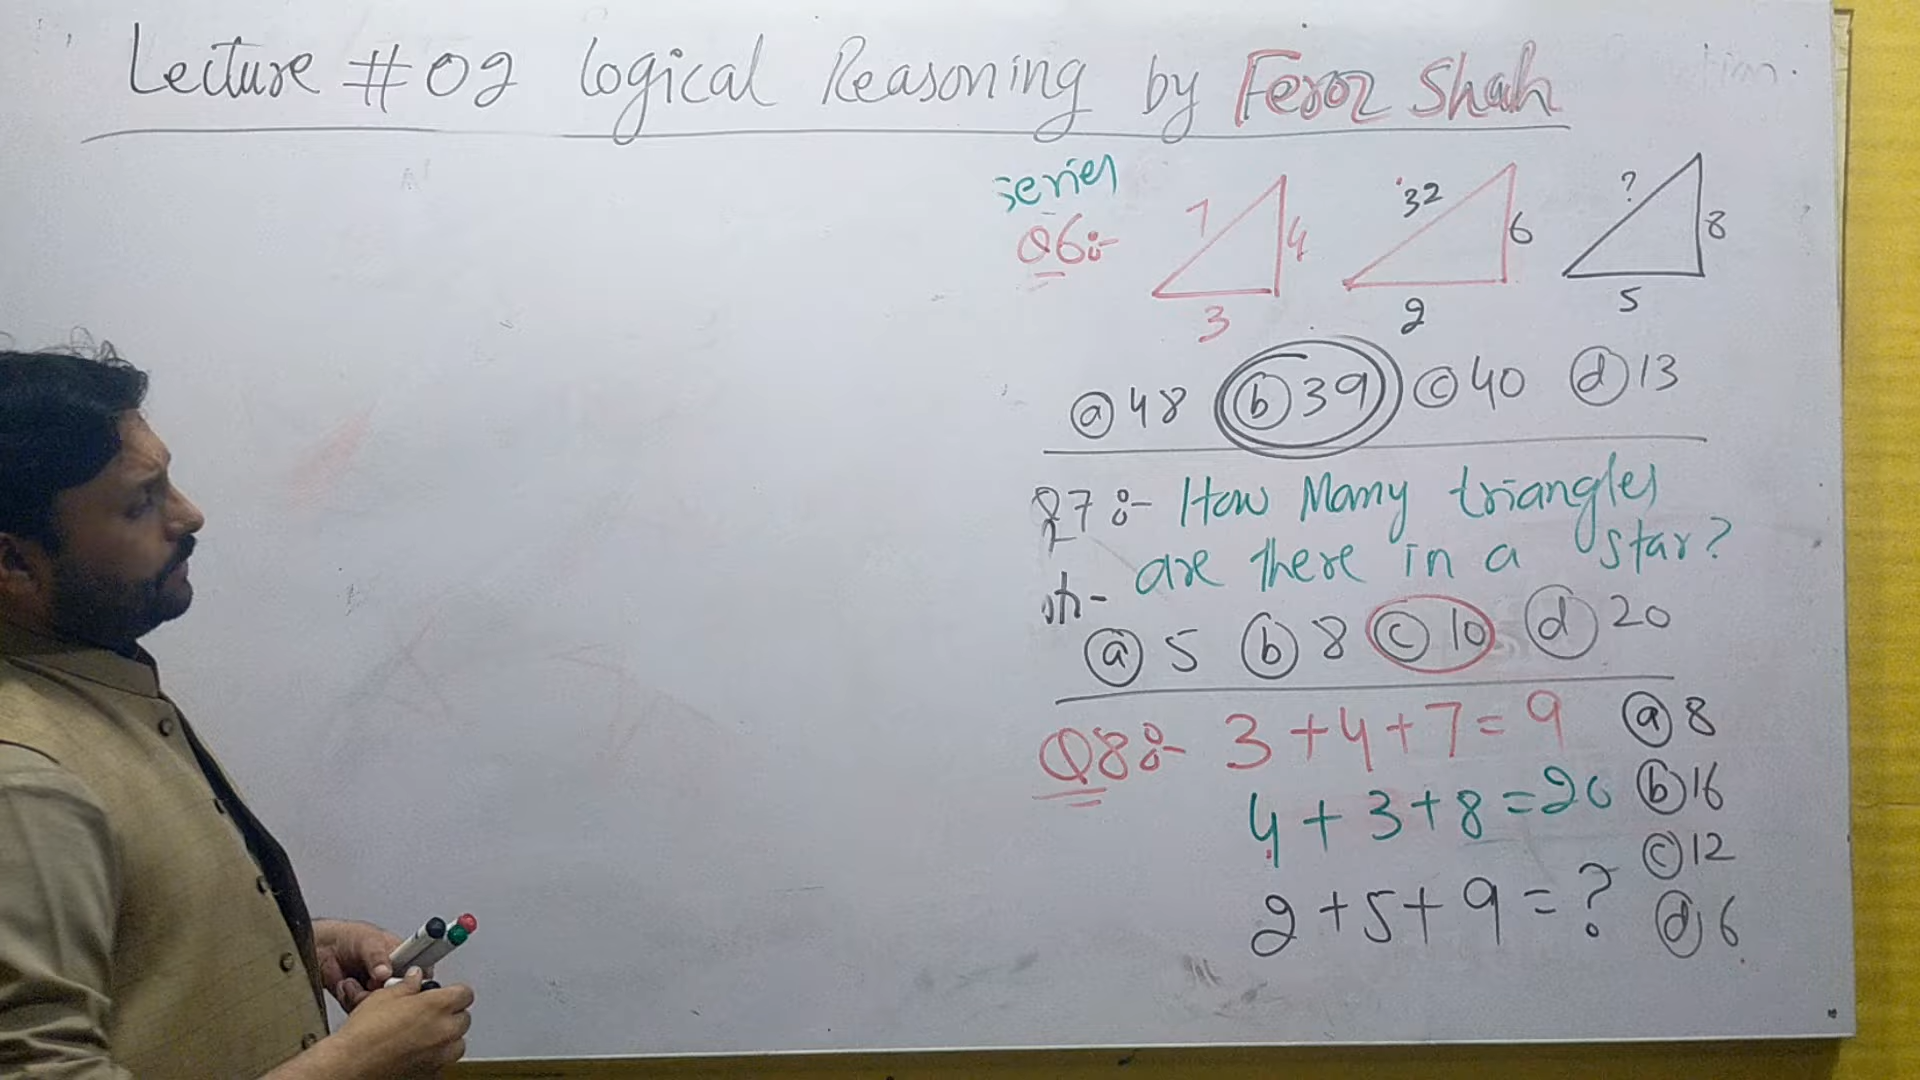 Lecture #02 Logical Reasoning by Feroz Shah
Series
Q6:-
7 4 3
32 6 2
? 8 5
(a) 48 (b) 39 (c) 40 (d) 13
Q7:- How Many triangles
are there in a star?
(a) 5 (b) 8 (c) 10 (d) 20
Q8:- 3+4+7=9 (a) 8
4+3+8=20 (b) 16
(c) 12
2+5+9=? (d) 6